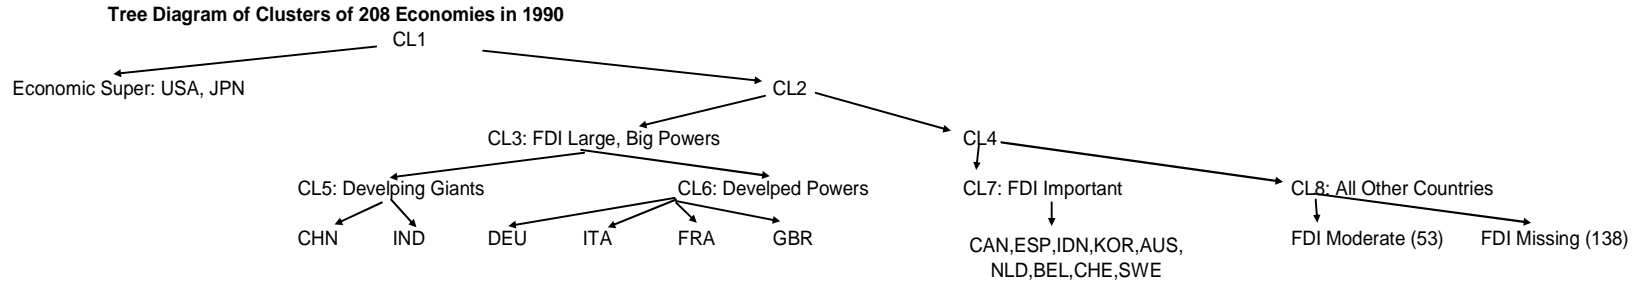 Tree Diagram of Clusters of 208 Economies in 1990
CL1
Economic Super: USA, JPN
CL2
CL3: FDI Large, Big Powers
CL4
CL5: Develping Giants
CL6: Develped Powers
CL7: FDI Important
CL8: All Other Countries
CHN
IND
DEU
ITA
FRA
GBR
CAN,ESP,IDN,KOR,AUS,
NLD,BEL,CHE,SWE
FDI Moderate (53)
FDI Missing (138)